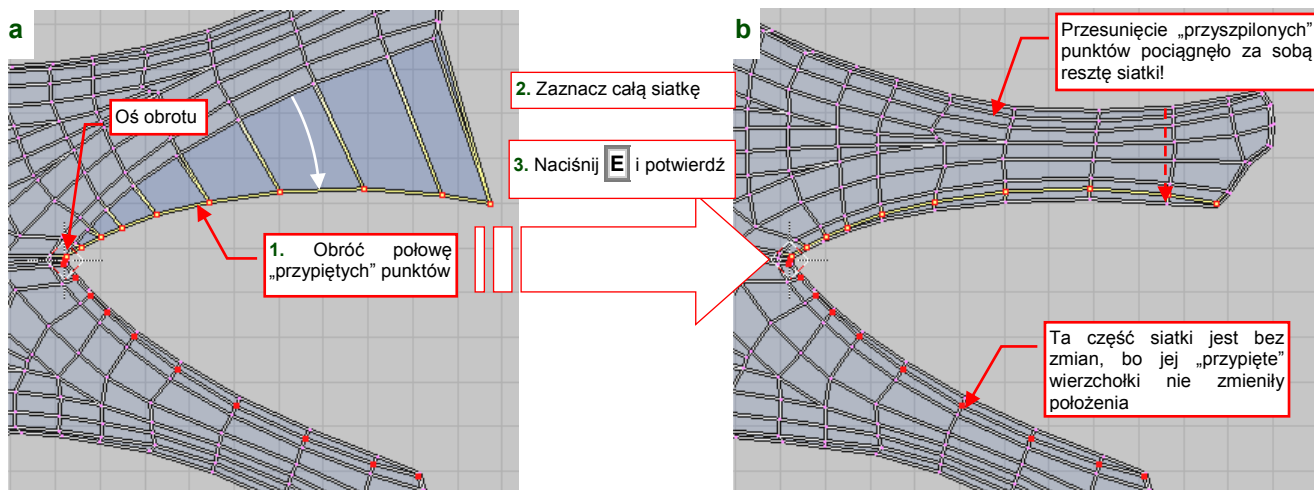 a
Oś obrotu
1. Obróć połowę
„przypiętych” punktów
2. Zaznacz całą siatkę
3. Naciśnij E i potwierdź
b
Przesunięcie „przyszpilonych”
punktów pociągnęło za sobą
resztę siatki!
Ta część siatki jest bez
zmian, bo jej „przypięte”
wierzchołki nie zmieniły
położenia